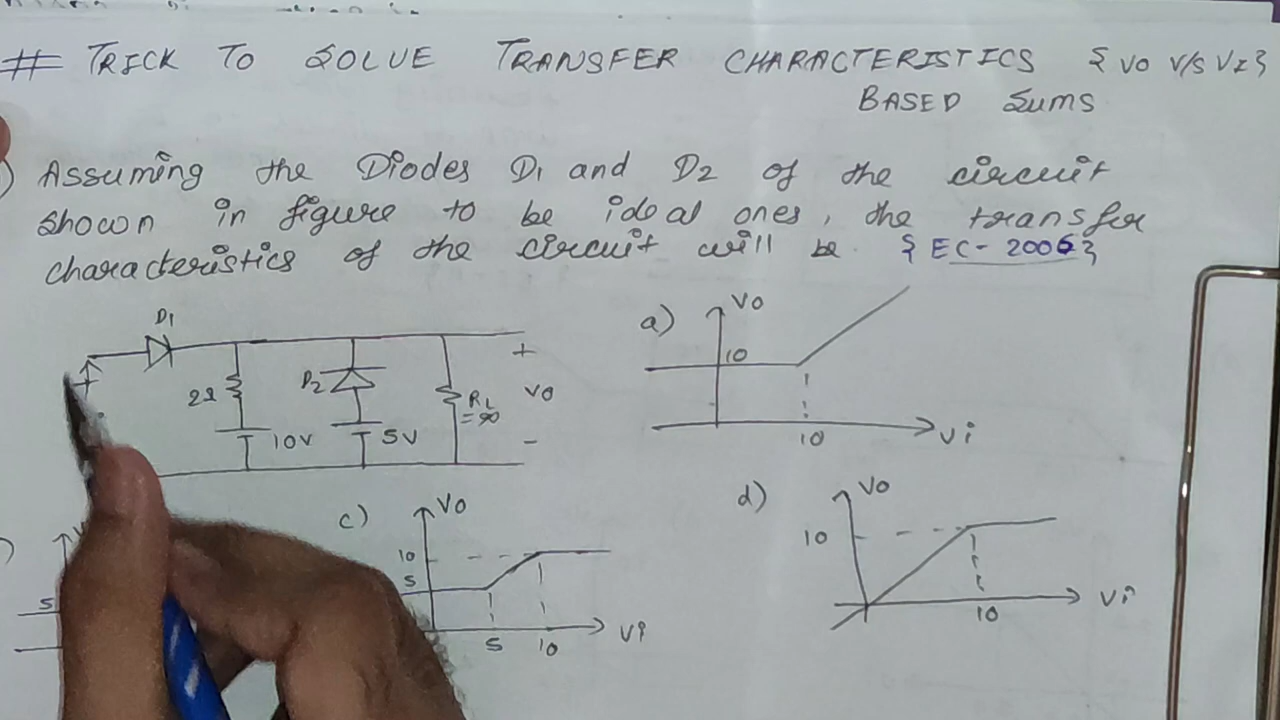 # TRICK TO SOLVE TRANSFER CHARACTERISTICS { VO V/S VI }
BASED SUMS
) Assuming the Diodes D1 and D2 of the circuit
shown in figure to be ideal ones, the transfer
characteristics of the circuit will be {EC-2006}
D1
+
2Ω
10V
D2
5V
RL
=∞
+
VO
-
a)
VO
10
10
Vi
)
5
c)
VO
10
5
5
10
Vi
d)
VO
10
10
Vi